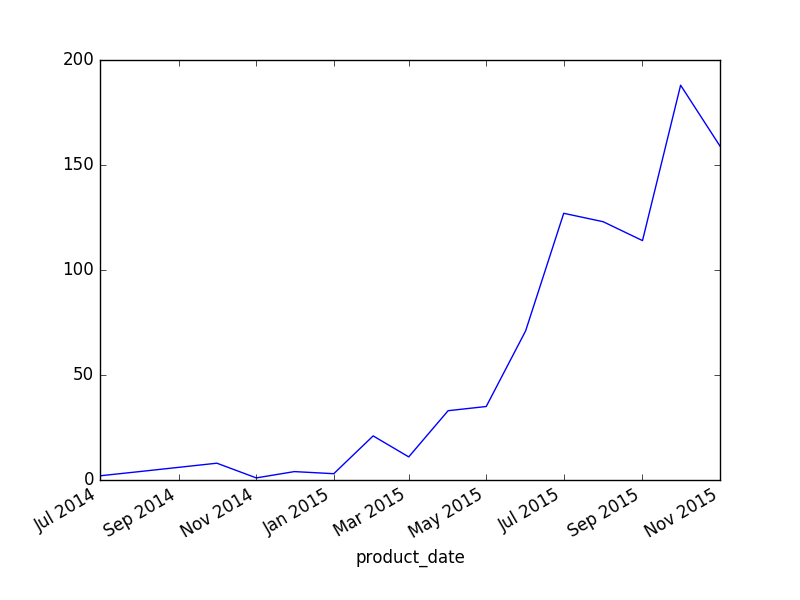 200
150
100
50
0
Jul 2014
Sep 2014
Nov 2014
Jan 2015
Mar 2015
May 2015
Jul 2015
Sep 2015
Nov 2015
product_date